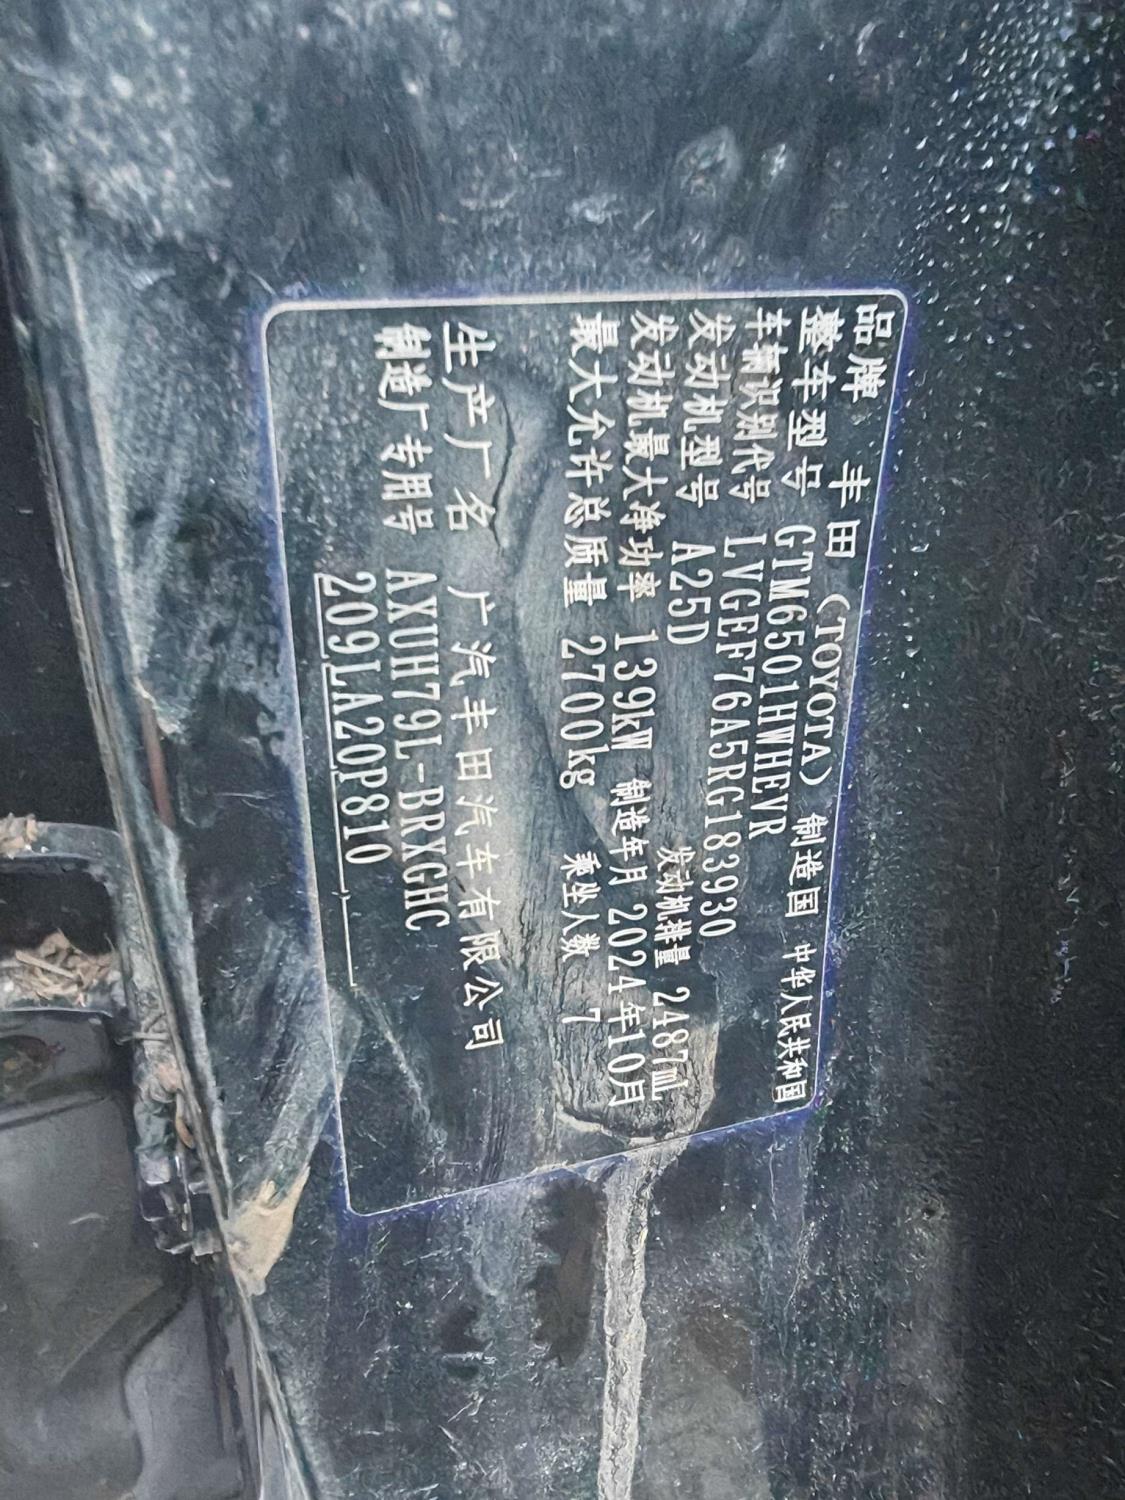 品牌 丰田 (TOYOTA) 制造国 中华人民共和国
整车型号 GTM6501HWHEVR
车辆识别代号 LVGEF76A5RG183930
发动机型号 A25D 发动机排量 2487mL
发动机最大净功率 139kW 制造年月 2024年10月
最大允许总质量 2700kg 乘坐人数 7
生产厂名 广汽丰田汽车有限公司
制造厂专用号 AXUH79L-BRXGHC
209LA20P810